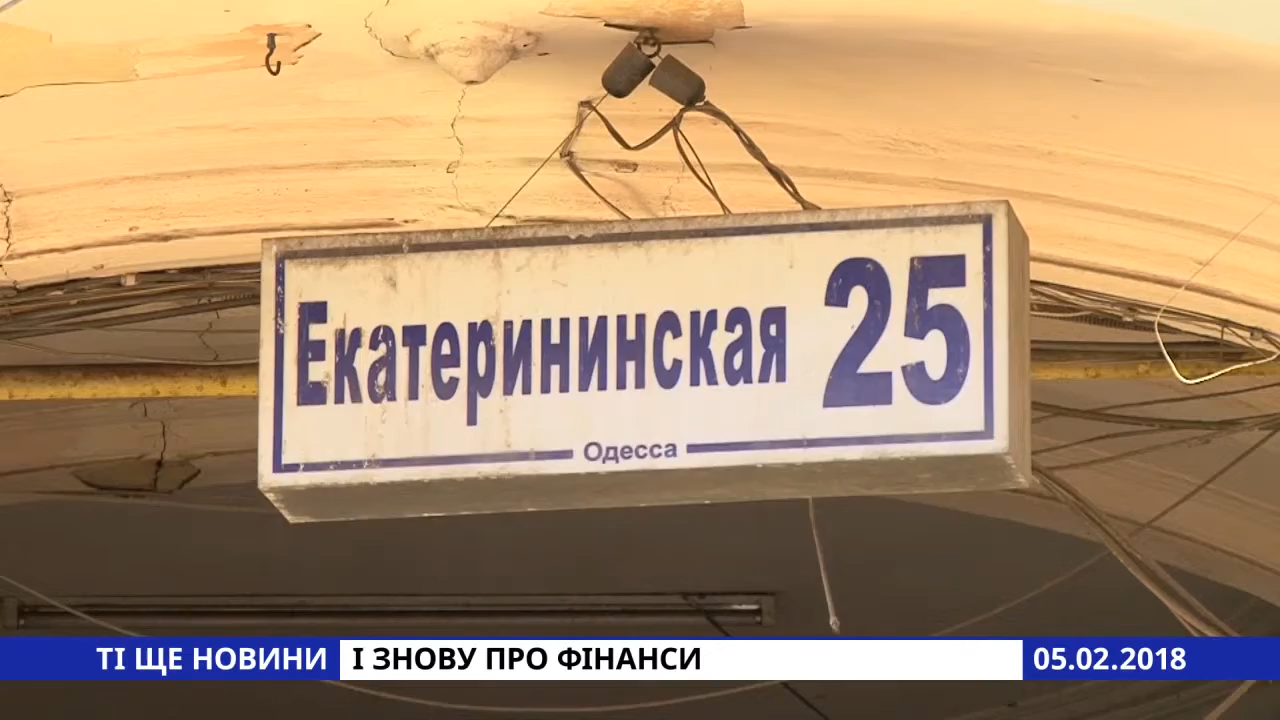 Екатерининская 25
Одесса
ТІ ЩЕ НОВИНИ І ЗНОВУ ПРО ФІНАНСИ 05.02.2018